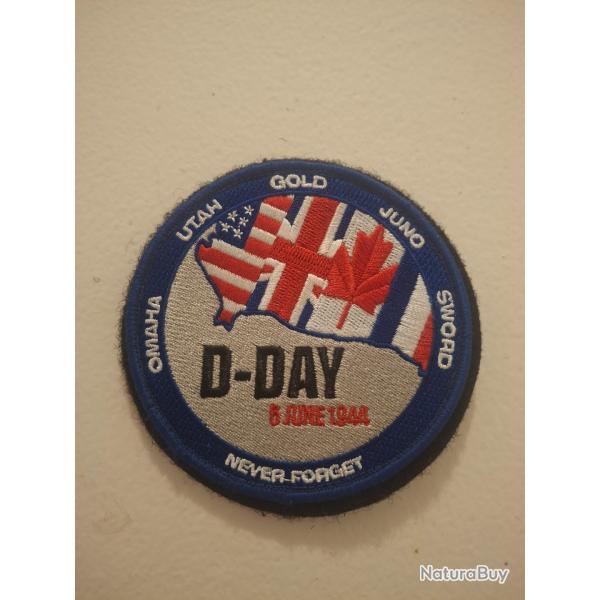 OMAHA
UTAH
GOLD
JUNO
SWORD
D-DAY
6 JUNE 1944
NEVER FORGET
NaturaBuy